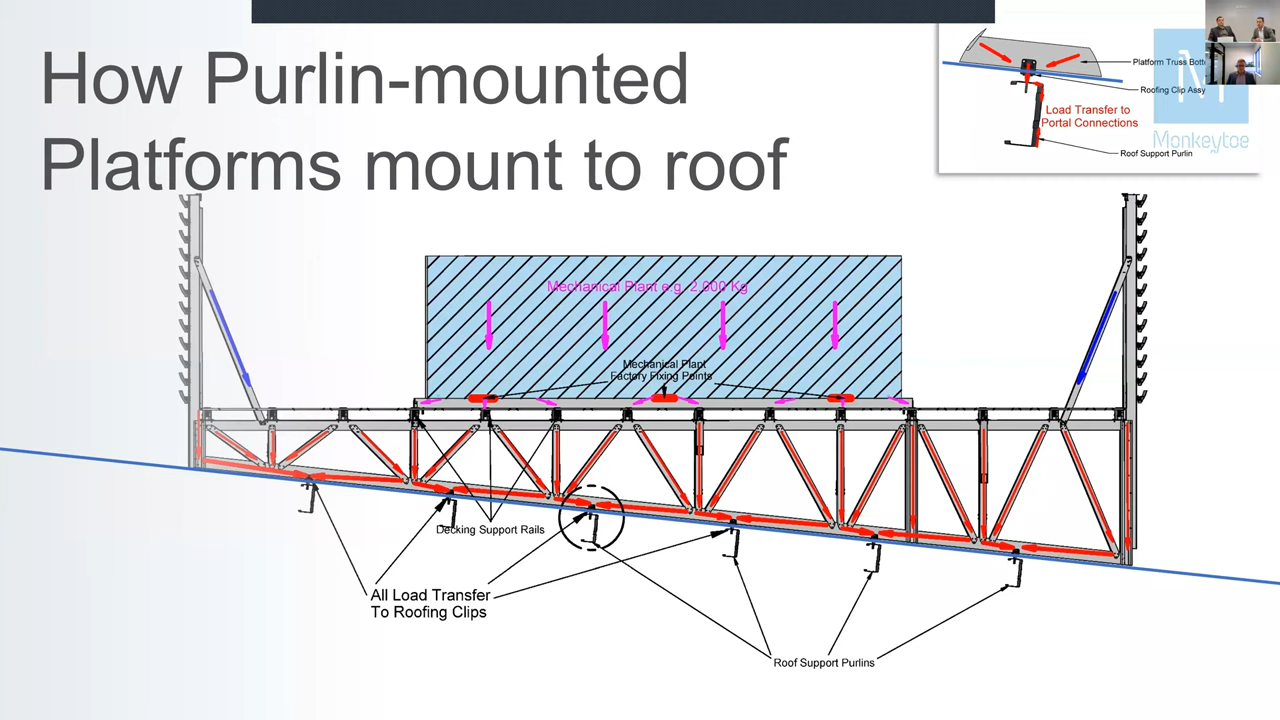 How Purlin-mounted
Platforms mount to roof
Platform Truss Bott
Roofing Clip Assy
Load Transfer to
Portal Connections
Roof Support Purlin
Monkeytoe
Mechanical Plant e.g. 2,000 Kg
Mechanical Plant
Factory Fixing Points
Decking Support Rails
All Load Transfer
To Roofing Clips
Roof Support Purlins